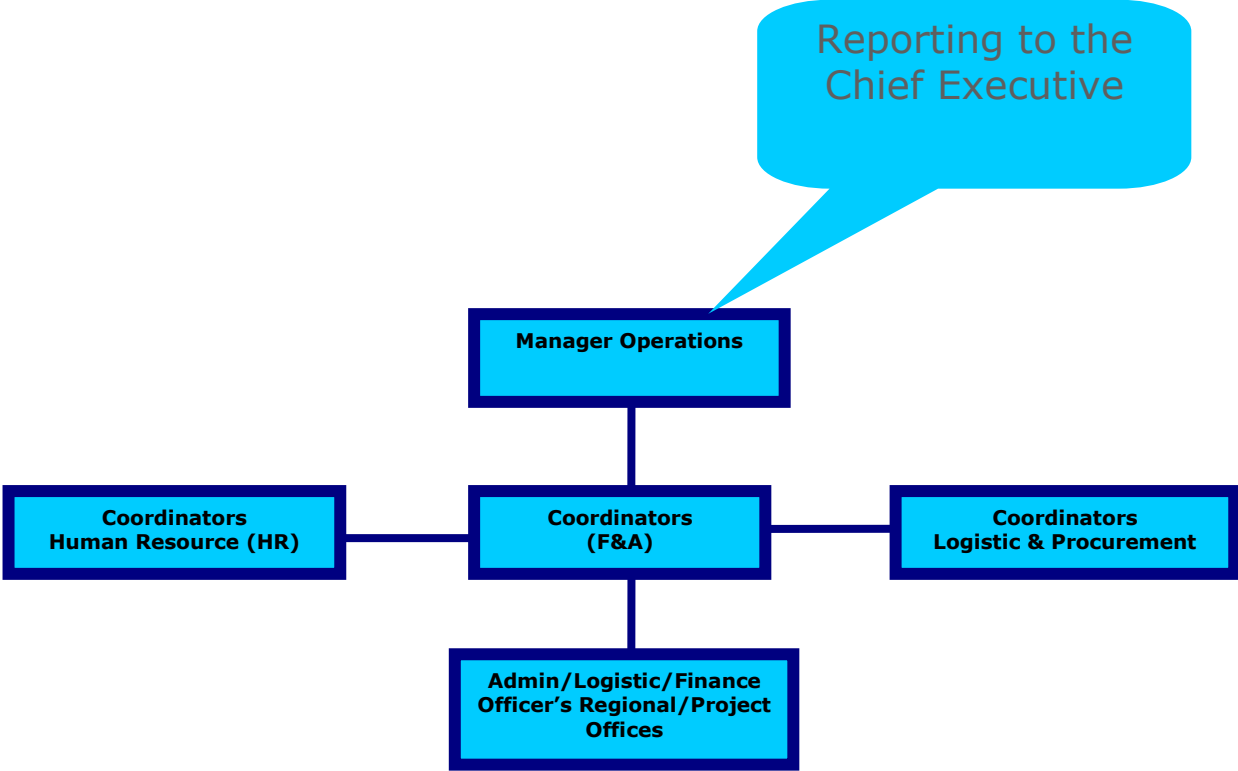 Reporting to the
Chief Executive
Manager Operations
Coordinators
Human Resource (HR)
Coordinators
(F&A)
Coordinators
Logistic & Procurement
Admin/Logistic/Finance
Officer’s Regional/Project
Offices